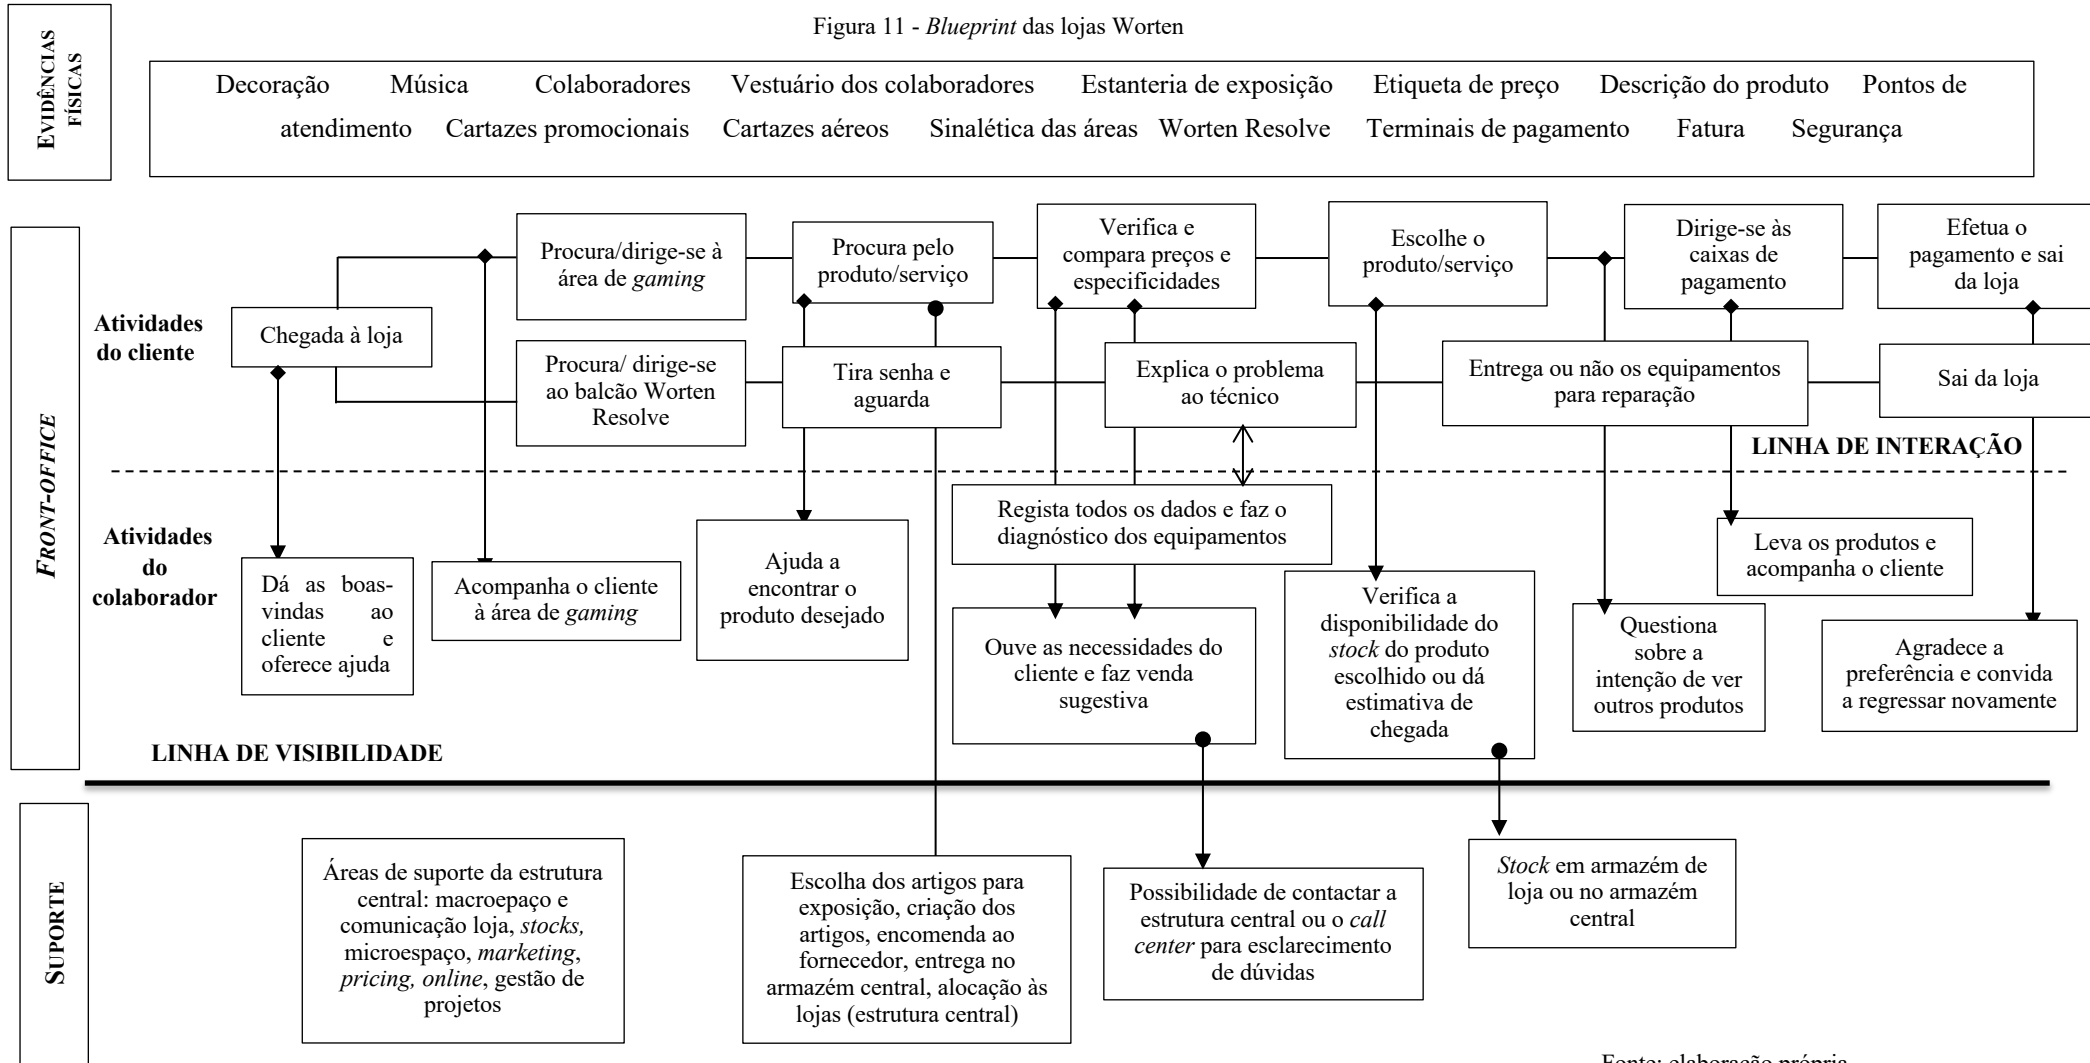 Figura 11 - Blueprint das lojas Worten
EVIDÊNCIAS
FÍSICAS
Decoração Música Colaboradores Vestuário dos colaboradores Estanteria de exposição Etiqueta de preço Descrição do produto Pontos de
atendimento Cartazes promocionais Cartazes aéreos Sinalética das áreas Worten Resolve Terminais de pagamento Fatura Segurança
FRONT-OFFICE
Atividades
do cliente
Chegada à loja
Procura/dirige-se à
área de gaming
Procura pelo
produto/serviço
Verifica e
compara preços e
especificidades
Escolhe o
produto/serviço
Dirige-se às
caixas de
pagamento
Efetua o
pagamento e sai
da loja
Procura/ dirige-se
ao balcão Worten
Resolve
Tira senha e
aguarda
Explica o problema
ao técnico
Entrega ou não os equipamentos
para reparação
Sai da loja
LINHA DE INTERAÇÃO
Atividades
do
colaborador
Dá as boas-
vindas ao
cliente e
oferece ajuda
Acompanha o cliente
à área de gaming
Ajuda a
encontrar o
produto desejado
Regista todos os dados e faz o
diagnóstico dos equipamentos
Ouve as necessidades do
cliente e faz venda
sugestiva
Verifica a
disponibilidade do
stock do produto
escolhido ou dá
estimativa de
chegada
Questiona
sobre a
intenção de ver
outros produtos
Leva os produtos e
acompanha o cliente
Agradece a
preferência e convida
a regressar novamente
LINHA DE VISIBILIDADE
SUPORTE
Áreas de suporte da estrutura
central: macroepaço e
comunicação loja, stocks,
microespaço, marketing,
pricing, online, gestão de
projetos
Escolha dos artigos para
exposição, criação dos
artigos, encomenda ao
fornecedor, entrega no
armazém central, alocação às
lojas (estrutura central)
Possibilidade de contactar a
estrutura central ou o call
center para esclarecimento
de dúvidas
Stock em armazém de
loja ou no armazém
central
Fonte: elaboração própria